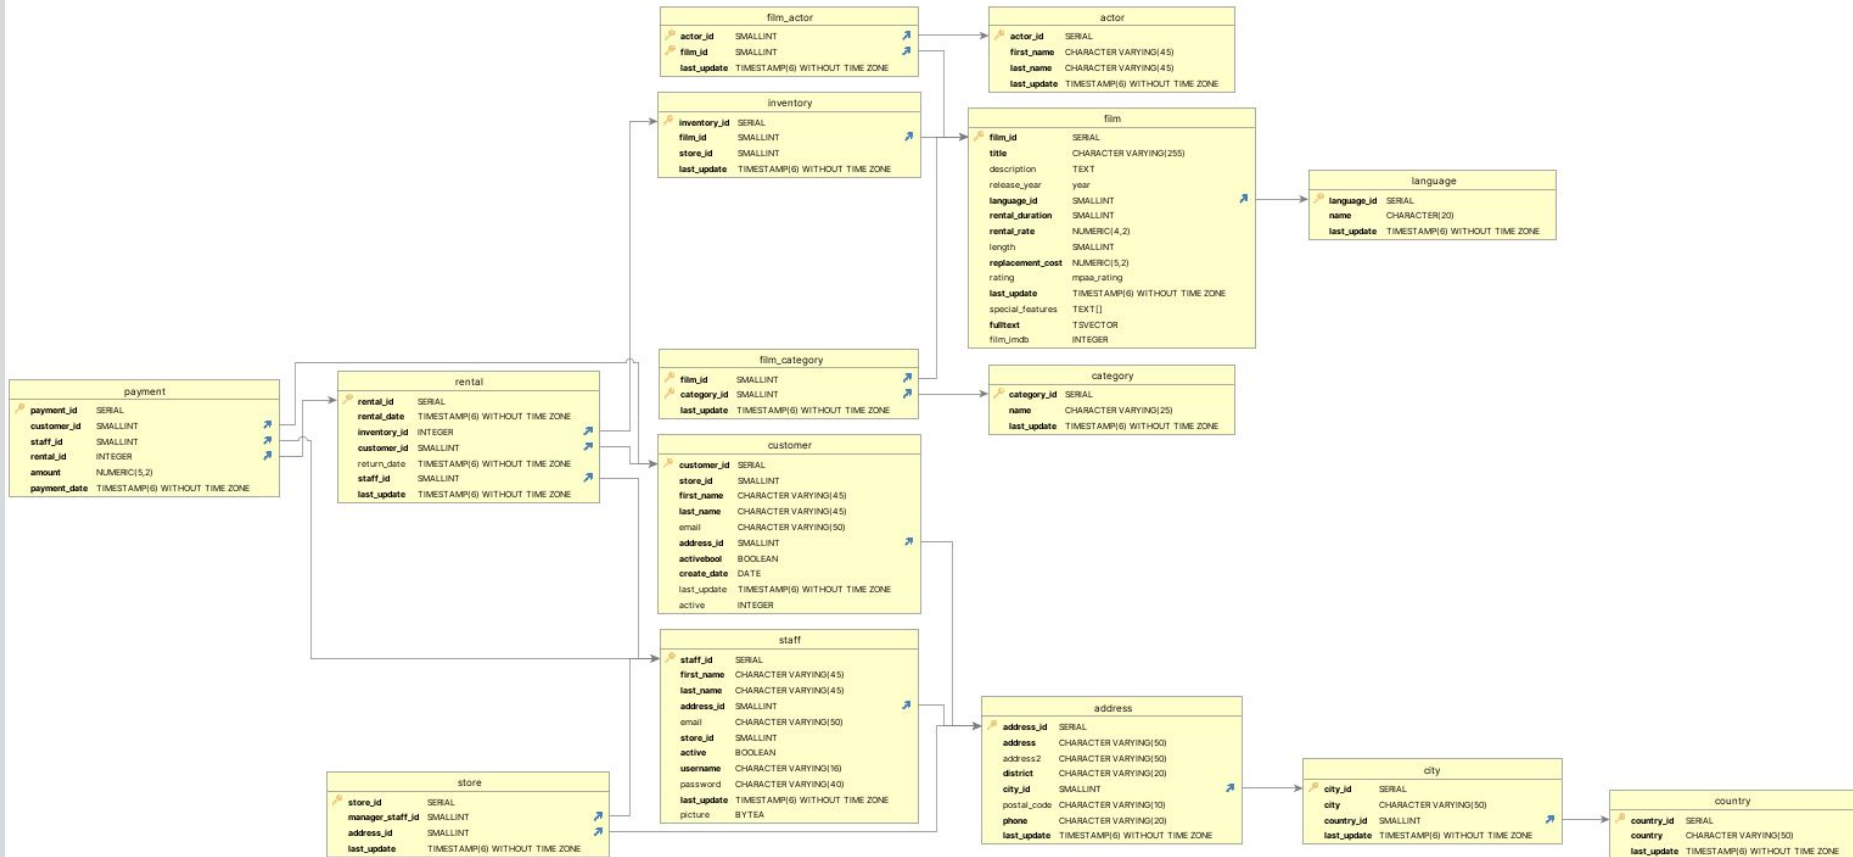 film_actor
actor_id SMALLINT
film_id SMALLINT
last_update TIMESTAMP(6) WITHOUT TIME ZONE
actor
actor_id SERIAL
first_name CHARACTER VARYING(45)
last_name CHARACTER VARYING(45)
last_update TIMESTAMP(6) WITHOUT TIME ZONE
inventory
inventory_id SERIAL
film_id SMALLINT
store_id SMALLINT
last_update TIMESTAMP(6) WITHOUT TIME ZONE
film
film_id SERIAL
title CHARACTER VARYING(255)
description TEXT
release_year year
language_id SMALLINT
rental_duration SMALLINT
rental_rate NUMERIC(4,2)
length SMALLINT
replacement_cost NUMERIC(5,2)
rating mpaa_rating
last_update TIMESTAMP(6) WITHOUT TIME ZONE
special_features TEXT[]
fulltext TSVECTOR
film_imdb INTEGER
language
language_id SERIAL
name CHARACTER(20)
last_update TIMESTAMP(6) WITHOUT TIME ZONE
payment
payment_id SERIAL
customer_id SMALLINT
staff_id SMALLINT
rental_id INTEGER
amount NUMERIC(5,2)
payment_date TIMESTAMP(6) WITHOUT TIME ZONE
rental
rental_id SERIAL
rental_date TIMESTAMP(6) WITHOUT TIME ZONE
inventory_id INTEGER
customer_id SMALLINT
return_date TIMESTAMP(6) WITHOUT TIME ZONE
staff_id SMALLINT
last_update TIMESTAMP(6) WITHOUT TIME ZONE
film_category
film_id SMALLINT
category_id SMALLINT
last_update TIMESTAMP(6) WITHOUT TIME ZONE
category
category_id SERIAL
name CHARACTER VARYING(25)
last_update TIMESTAMP(6) WITHOUT TIME ZONE
customer
customer_id SERIAL
store_id SMALLINT
first_name CHARACTER VARYING(45)
last_name CHARACTER VARYING(45)
email CHARACTER VARYING(50)
address_id SMALLINT
activebool BOOLEAN
create_date DATE
last_update TIMESTAMP(6) WITHOUT TIME ZONE
active INTEGER
staff
staff_id SERIAL
first_name CHARACTER VARYING(45)
last_name CHARACTER VARYING(45)
address_id SMALLINT
email CHARACTER VARYING(50)
store_id SMALLINT
active BOOLEAN
username CHARACTER VARYING(16)
password CHARACTER VARYING(40)
last_update TIMESTAMP(6) WITHOUT TIME ZONE
picture BYTEA
store
store_id SERIAL
manager_staff_id SMALLINT
address_id SMALLINT
last_update TIMESTAMP(6) WITHOUT TIME ZONE
address
address_id SERIAL
address CHARACTER VARYING(50)
address2 CHARACTER VARYING(50)
district CHARACTER VARYING(20)
city_id SMALLINT
postal_code CHARACTER VARYING(10)
phone CHARACTER VARYING(20)
last_update TIMESTAMP(6) WITHOUT TIME ZONE
city
city_id SERIAL
city CHARACTER VARYING(50)
country_id SMALLINT
last_update TIMESTAMP(6) WITHOUT TIME ZONE
country
country_id SERIAL
country CHARACTER VARYING(50)
last_update TIMESTAMP(6) WITHOUT TIME ZONE